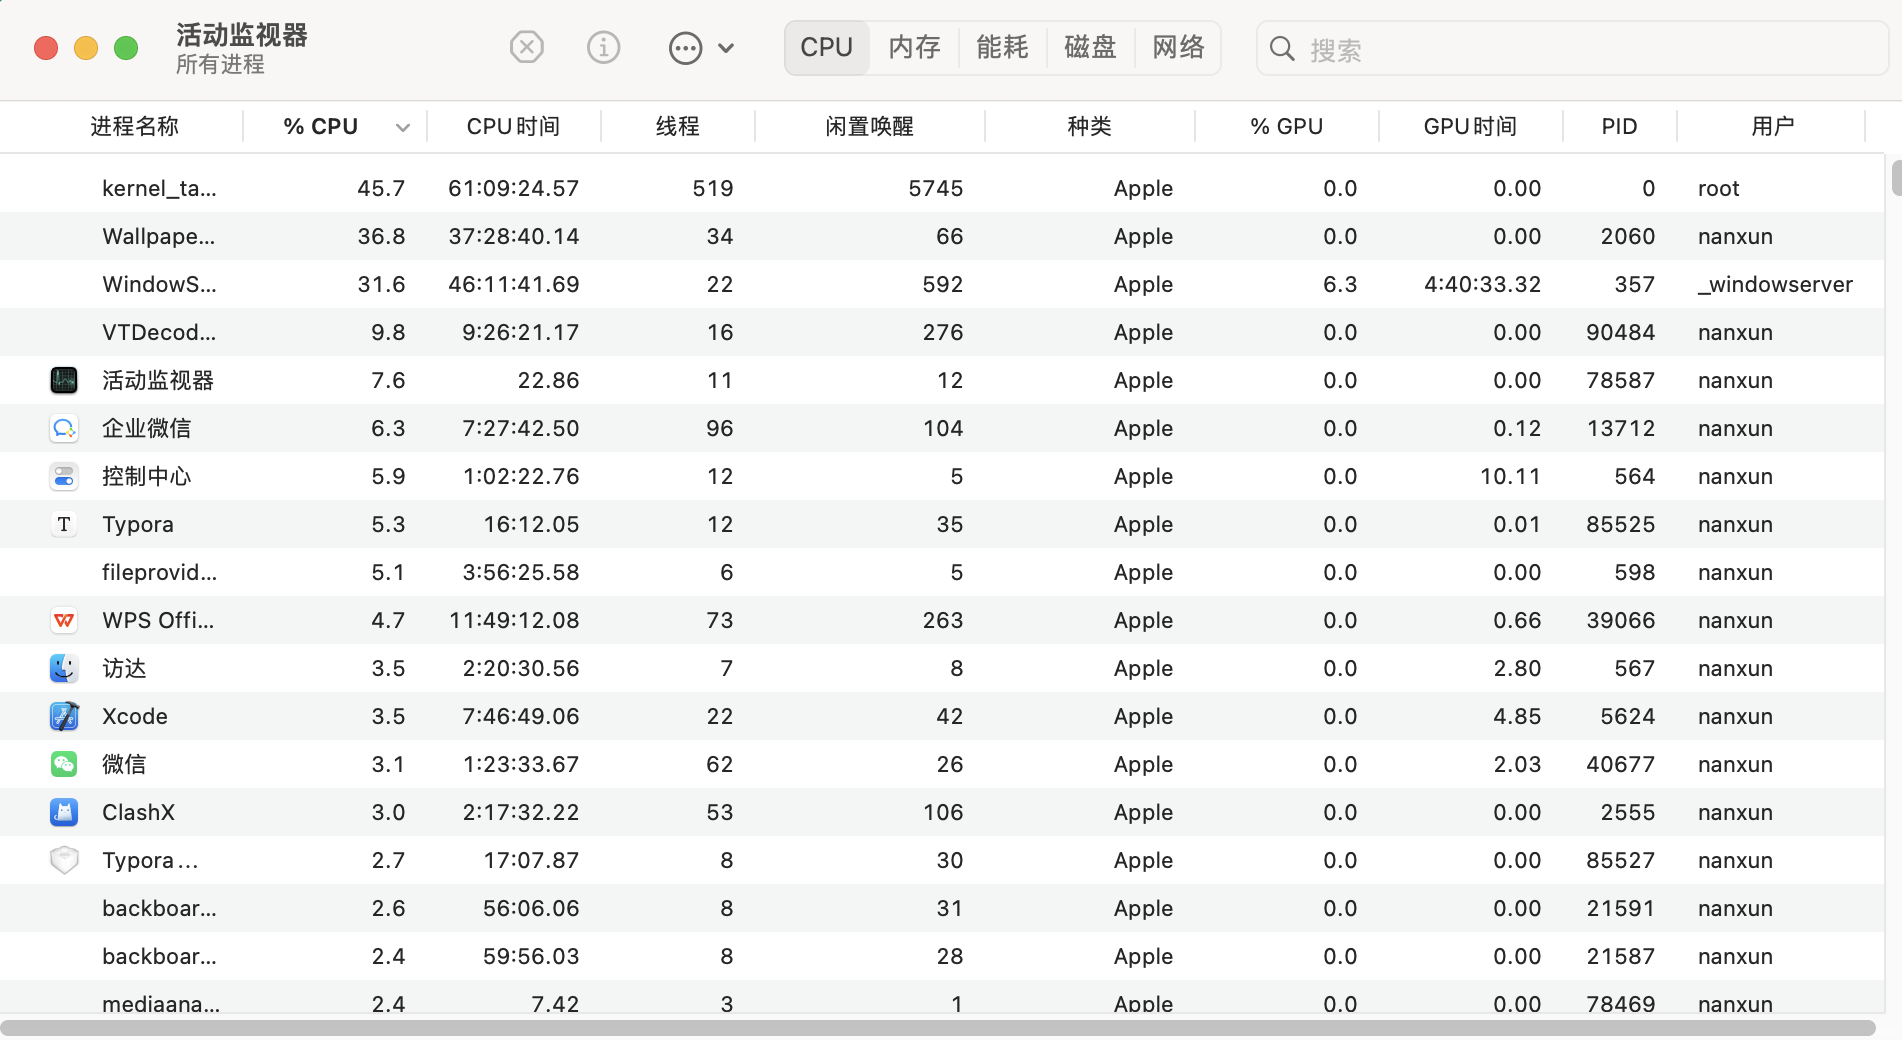 活动监视器
所有进程
CPU 内存 能耗 磁盘 网络 搜索
进程名称 % CPU CPU 时间 线程 闲置唤醒 种类 % GPU GPU 时间 PID 用户
kernel_ta... 45.7 61:09:24.57 519 5745 Apple 0.0 0.00 0 root
Wallpape... 36.8 37:28:40.14 34 66 Apple 0.0 0.00 2060 nanxun
WindowS... 31.6 46:11:41.69 22 592 Apple 6.3 4:40:33.32 357 _windowserver
VTDecod... 9.8 9:26:21.17 16 276 Apple 0.0 0.00 90484 nanxun
活动监视器 7.6 22.86 11 12 Apple 0.0 0.00 78587 nanxun
企业微信 6.3 7:27:42.50 96 104 Apple 0.0 0.12 13712 nanxun
控制中心 5.9 1:02:22.76 12 5 Apple 0.0 10.11 564 nanxun
T Typora 5.3 16:12.05 12 35 Apple 0.0 0.01 85525 nanxun
fileprovid... 5.1 3:56:25.58 6 5 Apple 0.0 0.00 598 nanxun
WPS Offi... 4.7 11:49:12.08 73 263 Apple 0.0 0.66 39066 nanxun
访达 3.5 2:20:30.56 7 8 Apple 0.0 2.80 567 nanxun
Xcode 3.5 7:46:49.06 22 42 Apple 0.0 4.85 5624 nanxun
微信 3.1 1:23:33.67 62 26 Apple 0.0 2.03 40677 nanxun
ClashX 3.0 2:17:32.22 53 106 Apple 0.0 0.00 2555 nanxun
Typora... 2.7 17:07.87 8 30 Apple 0.0 0.00 85527 nanxun
backboar... 2.6 56:06.06 8 31 Apple 0.0 0.00 21591 nanxun
backboar... 2.4 59:56.03 8 28 Apple 0.0 0.00 21587 nanxun
mediaana... 2.4 7.42 3 1 Apple 0.0 0.00 78469 nanxun